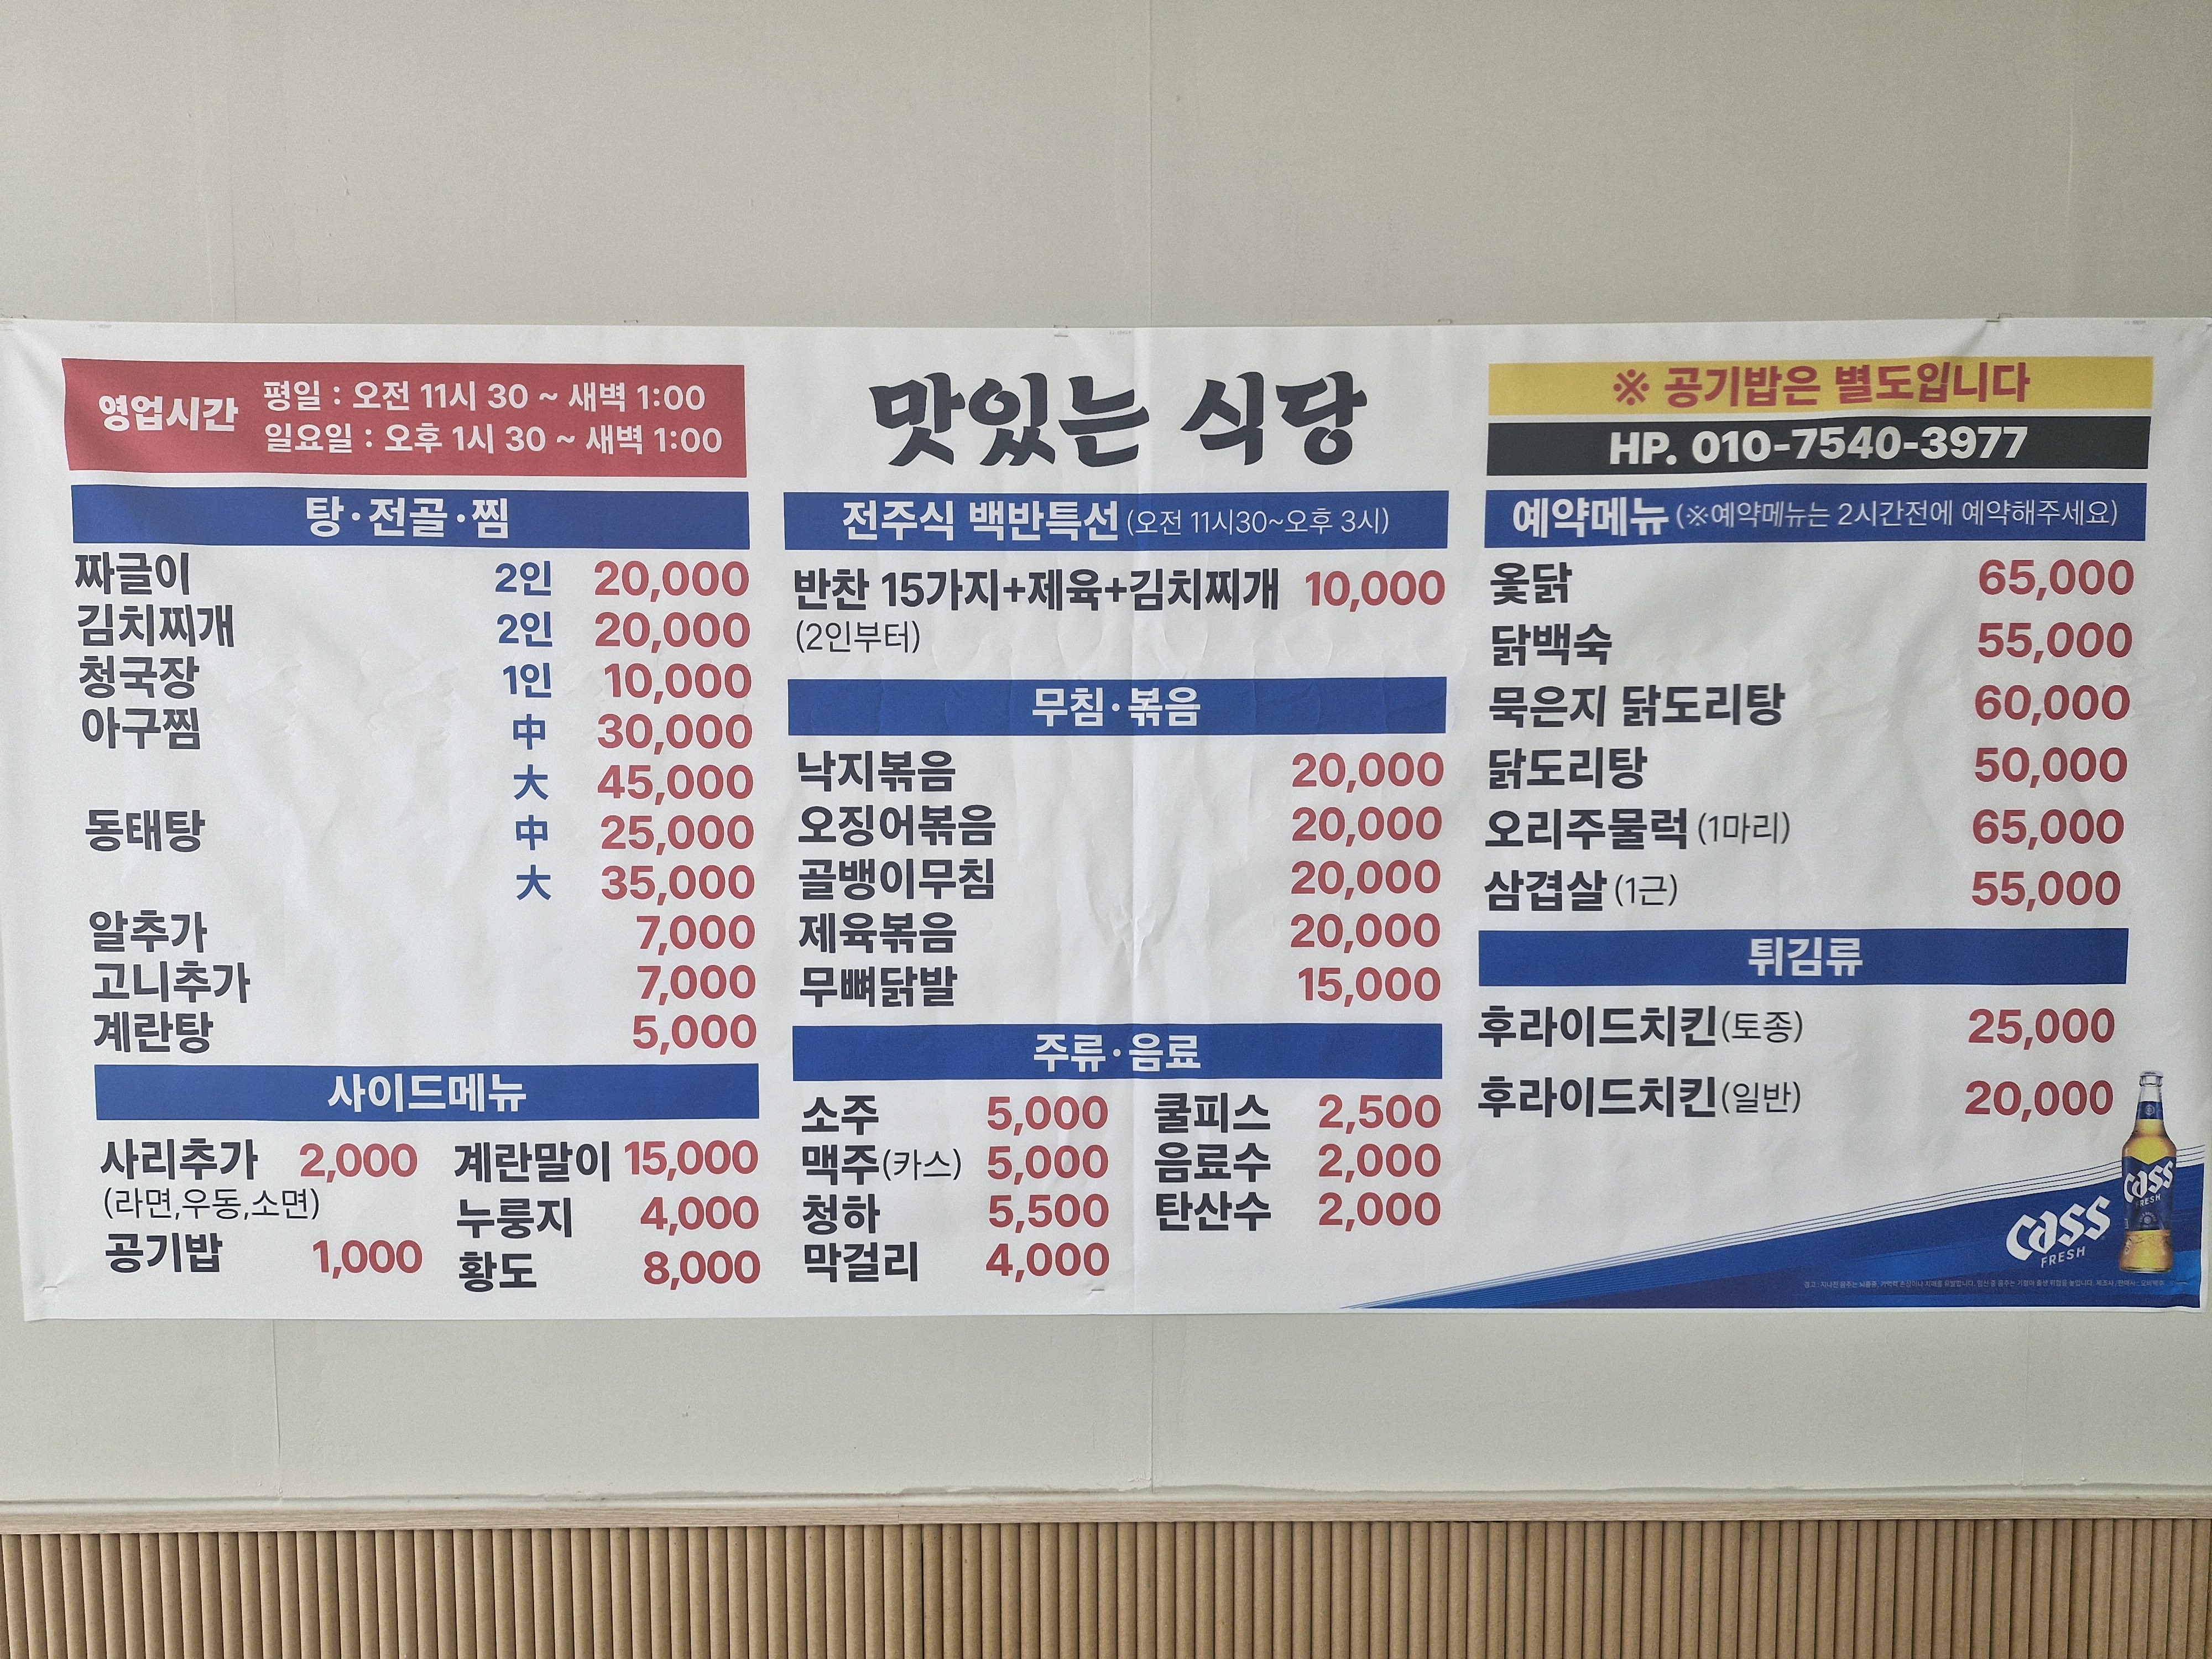 영업시간
평일 : 오전 11시 30 ~ 새벽 1:00
일요일 : 오후 1시 30 ~ 새벽 1:00
탕·전골·찜
짜글이 2인 20,000
김치찌개 2인 20,000
청국장 1인 10,000
아구찜 中 30,000
大 45,000
동태탕 中 25,000
大 35,000
알추가 7,000
고니추가 7,000
계란탕 5,000
사이드메뉴
사리추가 2,000
(라면,우동,소면)
공기밥 1,000
계란말이 15,000
누룽지 4,000
황도 8,000
맛있는 식당
전주식 백반특선 (오전 11시30~오후 3시)
반찬 15가지+제육+김치찌개 10,000
(2인부터)
무침·볶음
낙지볶음 20,000
오징어볶음 20,000
골뱅이무침 20,000
제육볶음 20,000
무뼈닭발 15,000
주류·음료
소주 5,000
맥주(카스) 5,000
청하 5,500
막걸리 4,000
쿨피스 2,500
음료수 2,000
탄산수 2,000
※ 공기밥은 별도입니다
HP. 010-7540-3977
예약메뉴 (※예약메뉴는 2시간전에 예약해주세요)
옻닭 65,000
닭백숙 55,000
묵은지 닭도리탕 60,000
닭도리탕 50,000
오리주물럭 (1마리) 65,000
삼겹살 (1근) 55,000
튀김류
후라이드치킨(토종) 25,000
후라이드치킨(일반) 20,000
Cass
FRESH
Cass
FRESH